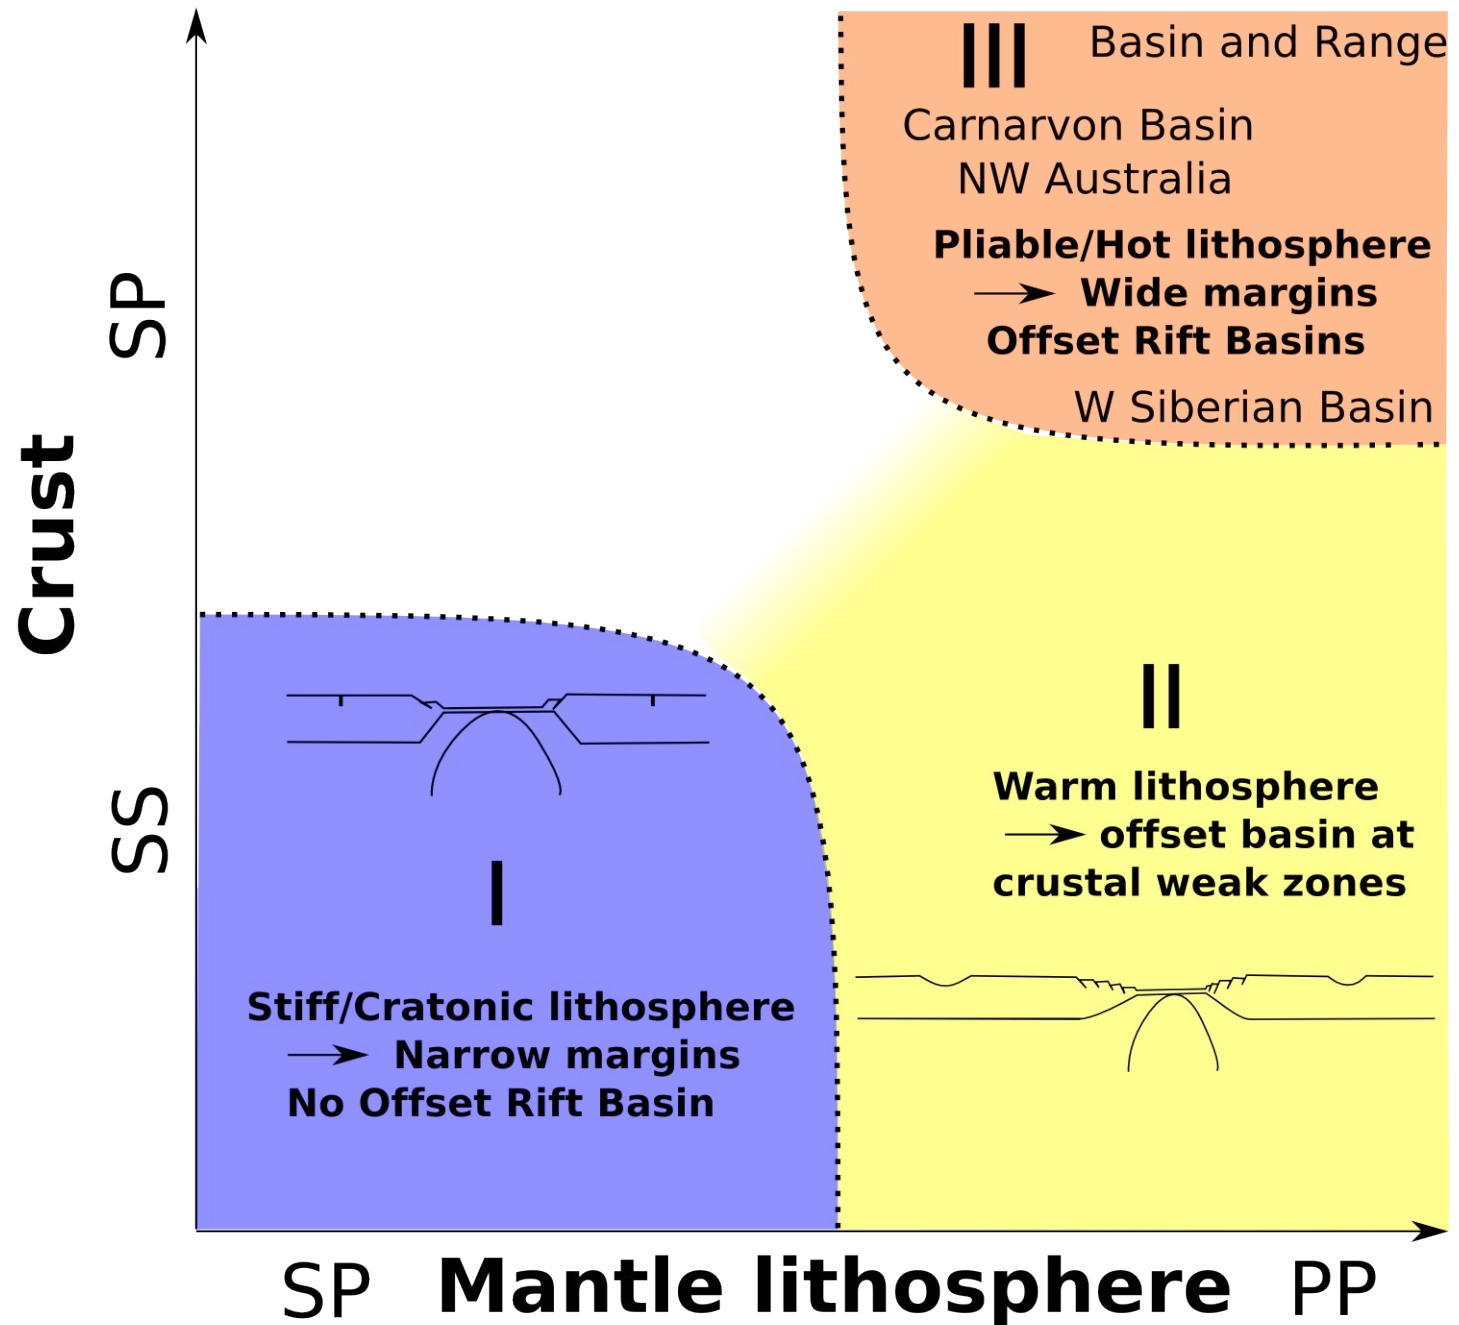 III
Basin and Range
Carnarvon Basin
NW Australia
Pliable/Hot lithosphere
Wide margins
Offset Rift Basins
W Siberian Basin
SP
Crust
SS
I
Stiff/Cratonic lithosphere
Narrow margins
No Offset Rift Basin
II
Warm lithosphere
offset basin at
crustal weak zones
SP
Mantle lithosphere
PP